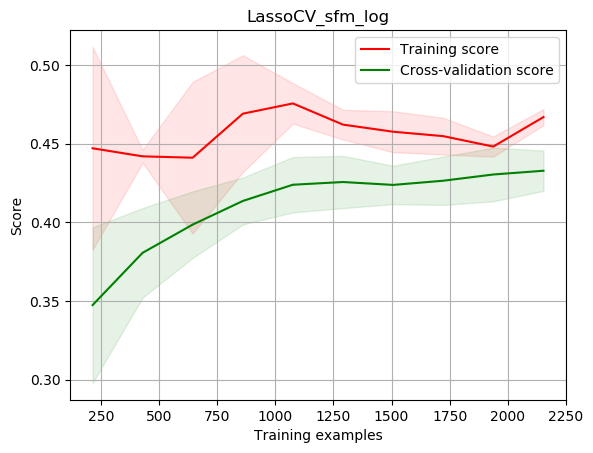 LassoCV_sfm_log
Training score
Cross-validation score
0.50
0.45
0.40
0.35
0.30
Score
250
500
750
1000
1250
1500
1750
2000
2250
Training examples